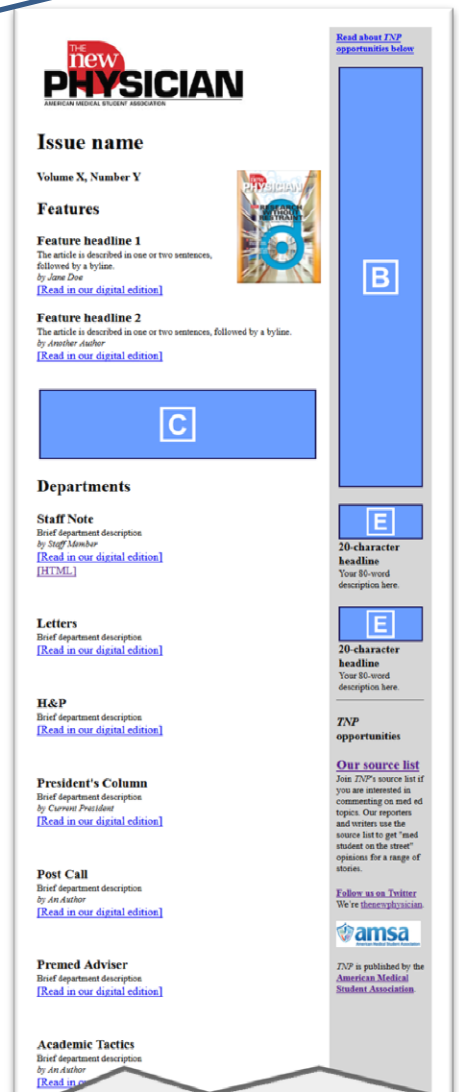 THE
new
PHYSICIAN
AMERICAN MEDICAL STUDENT ASSOCIATION
Issue name
Volume X, Number Y
PHYSICIAN
RESEARCH
WITHOUT
RESTRAINT
Features
Feature headline 1
The article is described in one or two sentences,
followed by a byline.
by Jane Doe
[Read in our digital edition]
Feature headline 2
The article is described in one or two sentences, followed by a byline.
by Another Author
[Read in our digital edition]
C
Departments
Staff Note
Brief department description
by Staff Member
[Read in our digital edition]
[HTML]
Letters
Brief department description
[Read in our digital edition]
H&P
Brief department description
[Read in our digital edition]
President's Column
Brief department description
by Current President
[Read in our digital edition]
Post Call
Brief department description
by An Author
[Read in our digital edition]
Premed Adviser
Brief department description
[Read in our digital edition]
Academic Tactics
Brief department description
by An Author
[Read in
Read about TNP
opportunities below
B
E
20-character
headline
Your 80-word
description here.
E
20-character
headline
Your 80-word
description here.
TNP
opportunities
Our source list
Join TNP's source list if
you are interested in
commenting on med ed
topics. Our reporters
and writers use the
source list to get "med
student on the street"
opinions for a range of
stories.
Follow us on Twitter
We're thenewphysician.
amsa
American Medical Student Association
TNP is published by the
American Medical
Student Association.